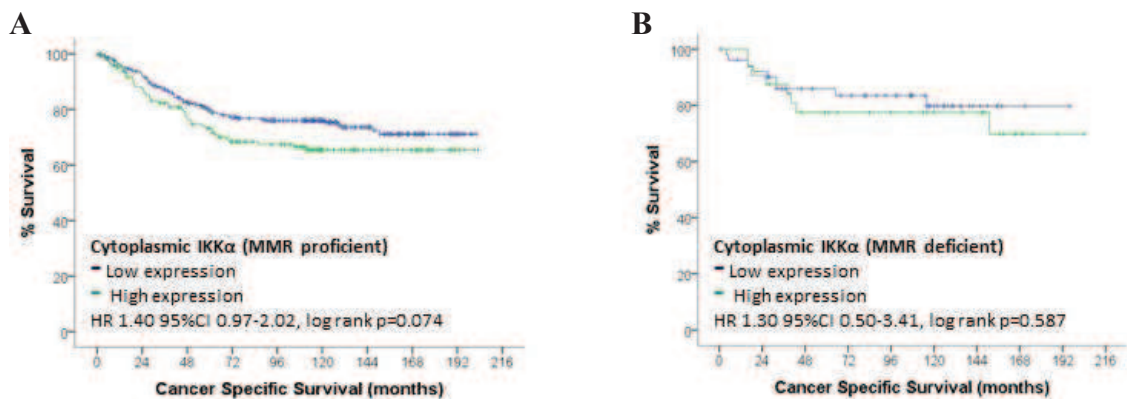 A
100
80
60
40
20
0
% Survival
Cytoplasmic IKKα (MMR proficient)
Low expression
High expression
HR 1.40 95%CI 0.97-2.02, log rank p=0.074
0 24 48 72 96 120 144 168 192 216
Cancer Specific Survival (months)
B
100
80
60
40
20
0
% Survival
Cytoplasmic IKKα (MMR deficient)
Low expression
High expression
HR 1.30 95%CI 0.50-3.41, log rank p=0.587
0 24 48 72 96 120 144 168 192 216
Cancer Specific Survival (months)